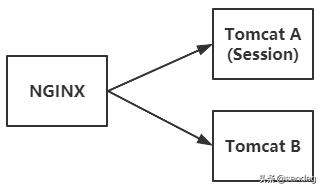 Tomcat A
(Session)
NGINX
Tomcat B